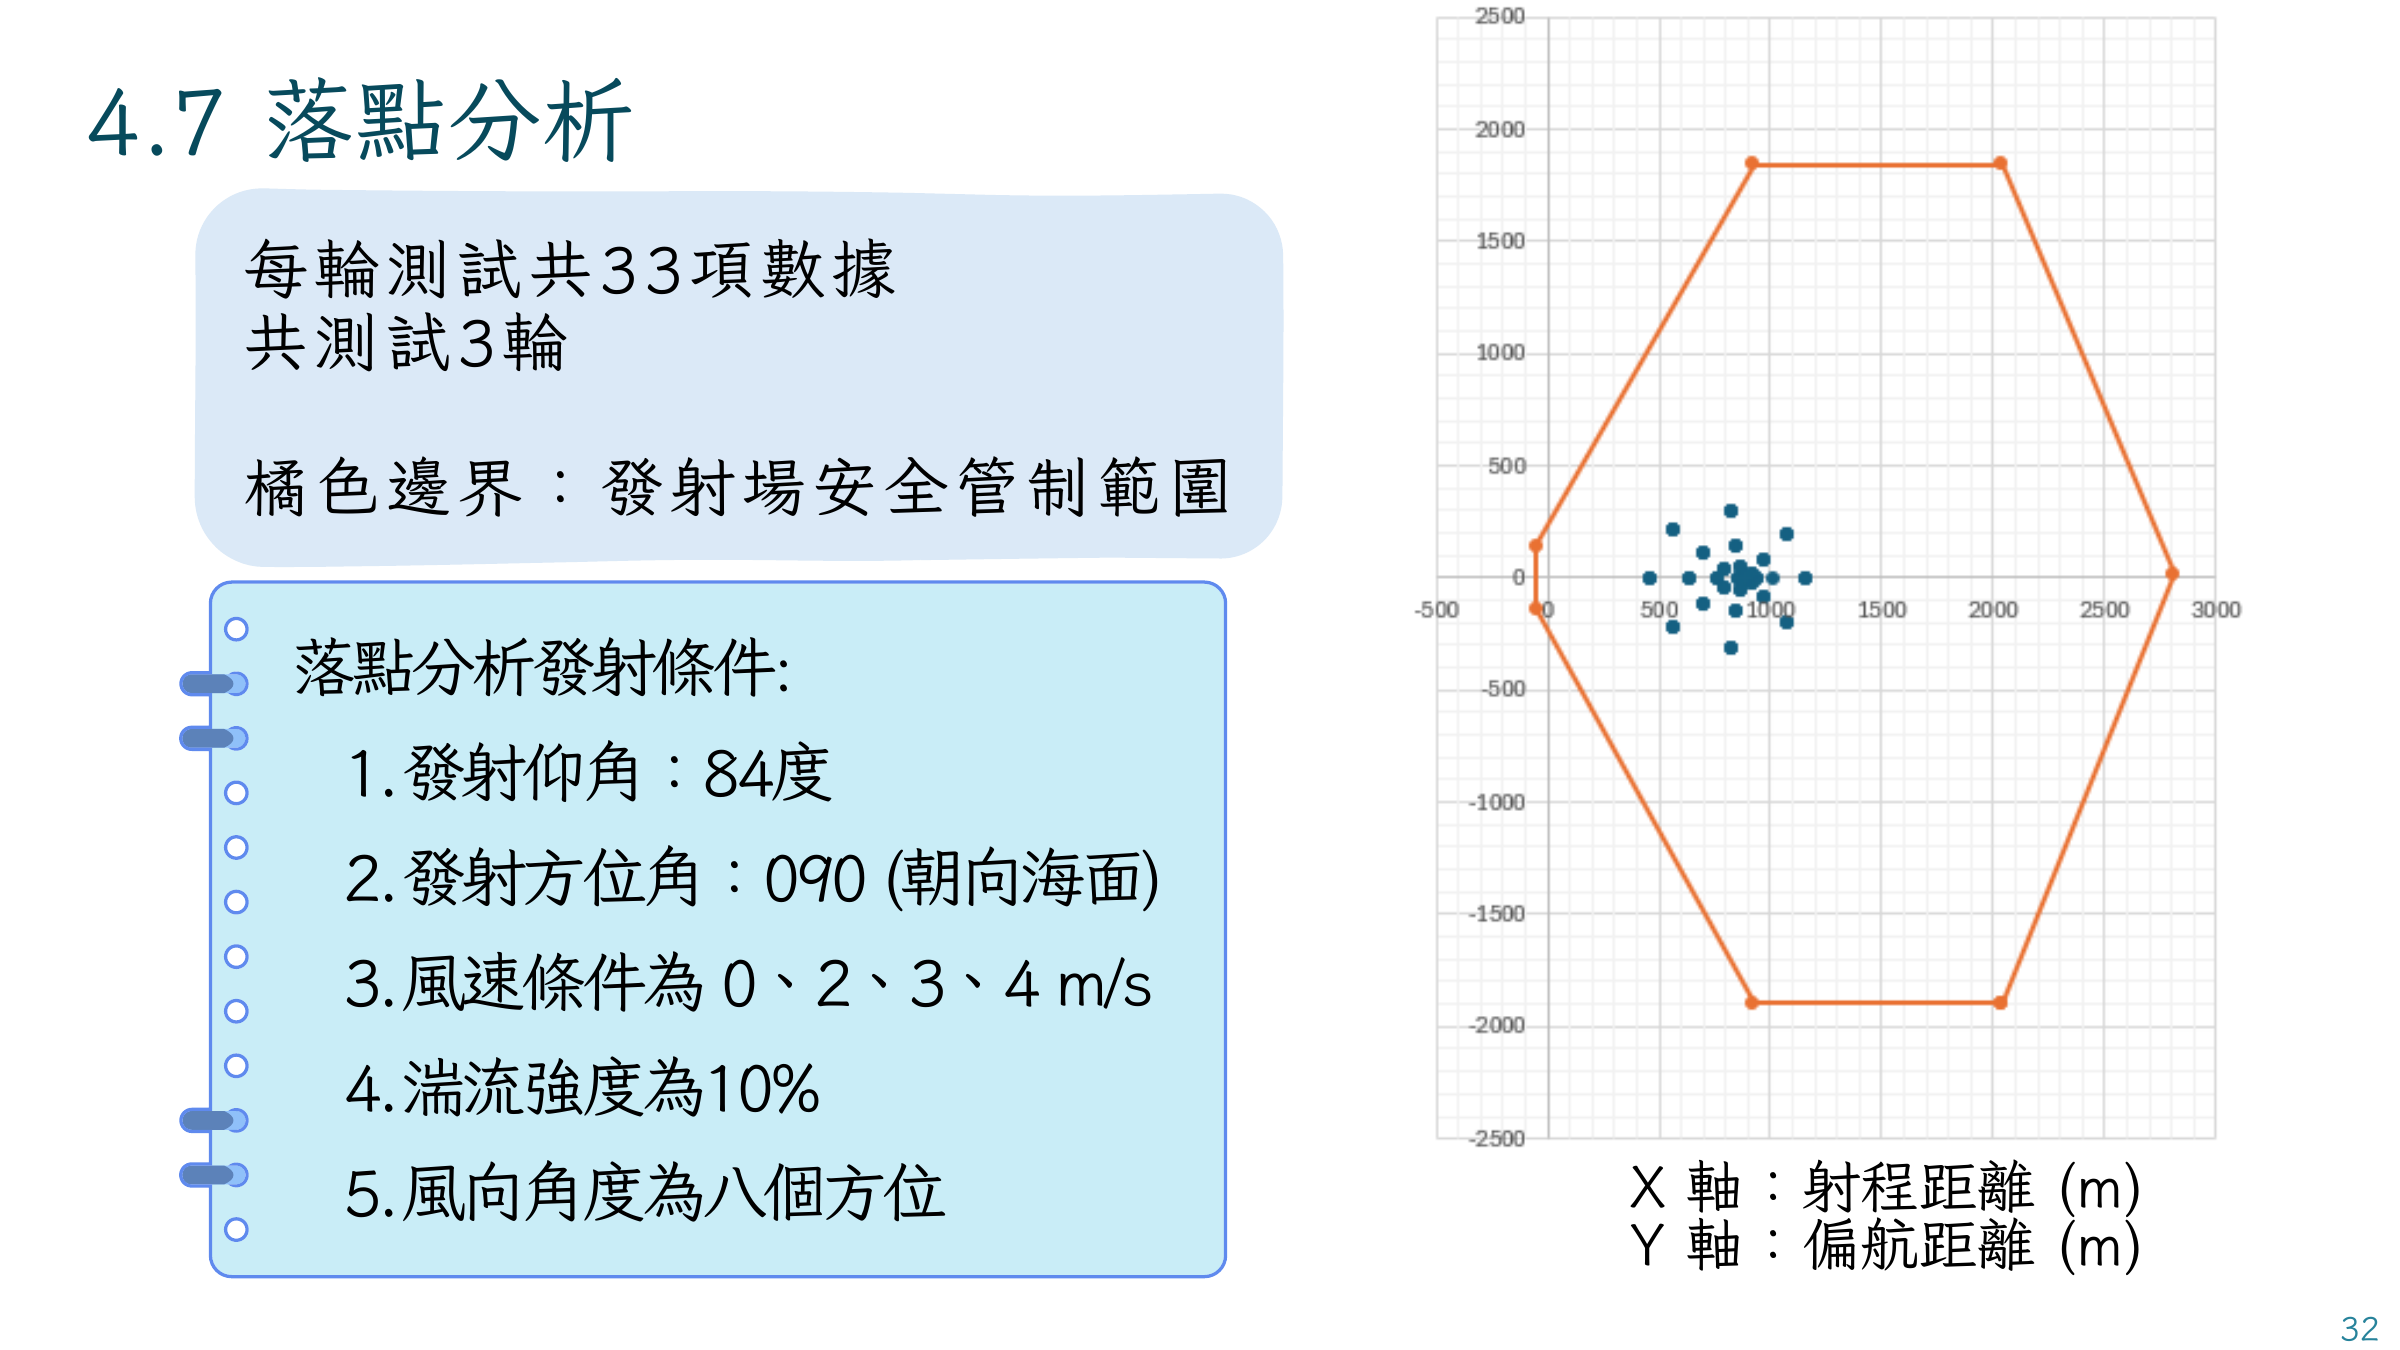 4.7 落點分析
每輪測試共33項數據
共測試3輪
橘色邊界：發射場安全管制範圍
落點分析發射條件:
1.發射仰角：84度
2.發射方位角：090 (朝向海面)
3.風速條件為 0、2、3、4 m/s
4.湍流強度為10%
5.風向角度為八個方位
2500
2000
1500
1000
500
0
-500 0 500 1000 1500 2000 2500 3000
-500
-1000
-1500
-2000
-2500
X 軸：射程距離 (m)
Y 軸：偏航距離 (m)
32